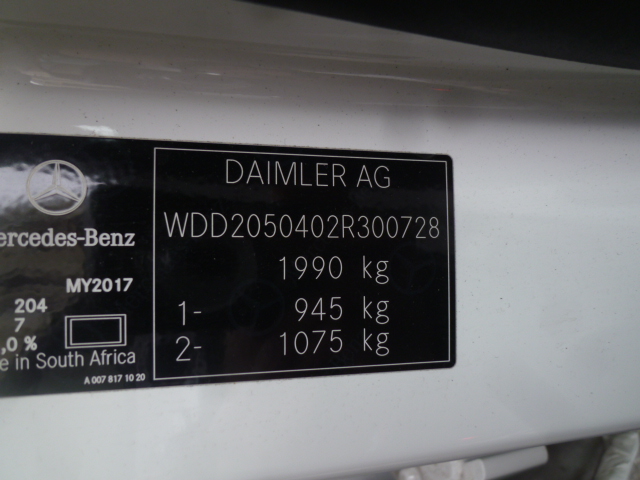 DAIMLER AG
WDD2050402R300728
1990 kg
1- 945 kg
2- 1075 kg
ercedes-Benz
MY2017
204
7
,0 %
e in South Africa
A 007 817 10 20